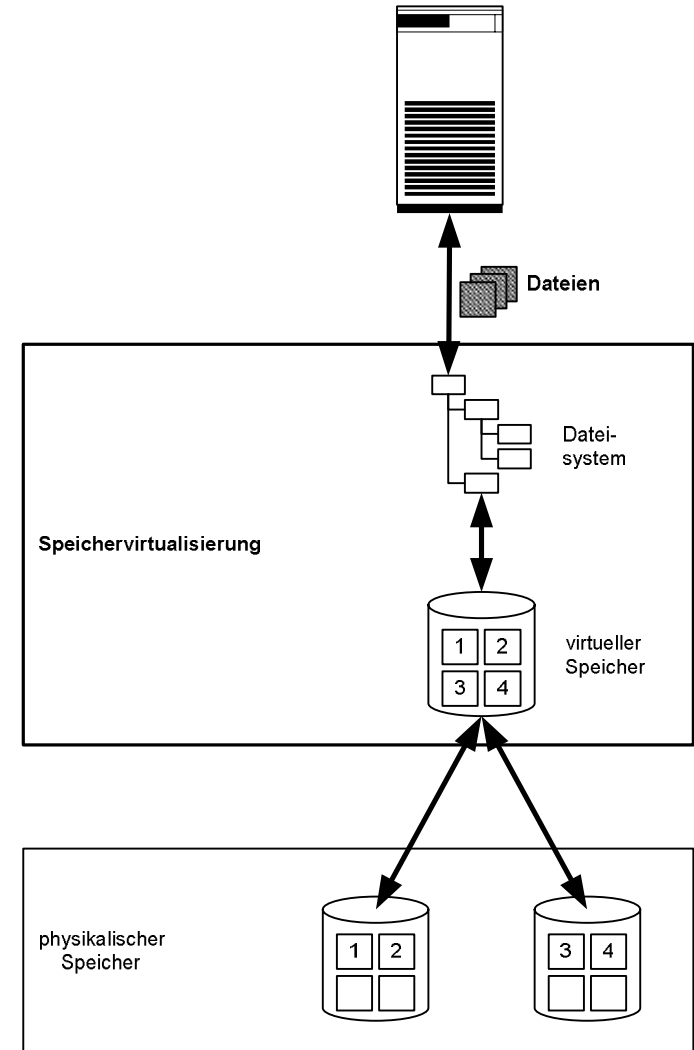 Dateien
Datei-
system
Speichervirtualisierung
1 2
3 4
virtueller
Speicher
physikalischer
Speicher
1 2
3 4